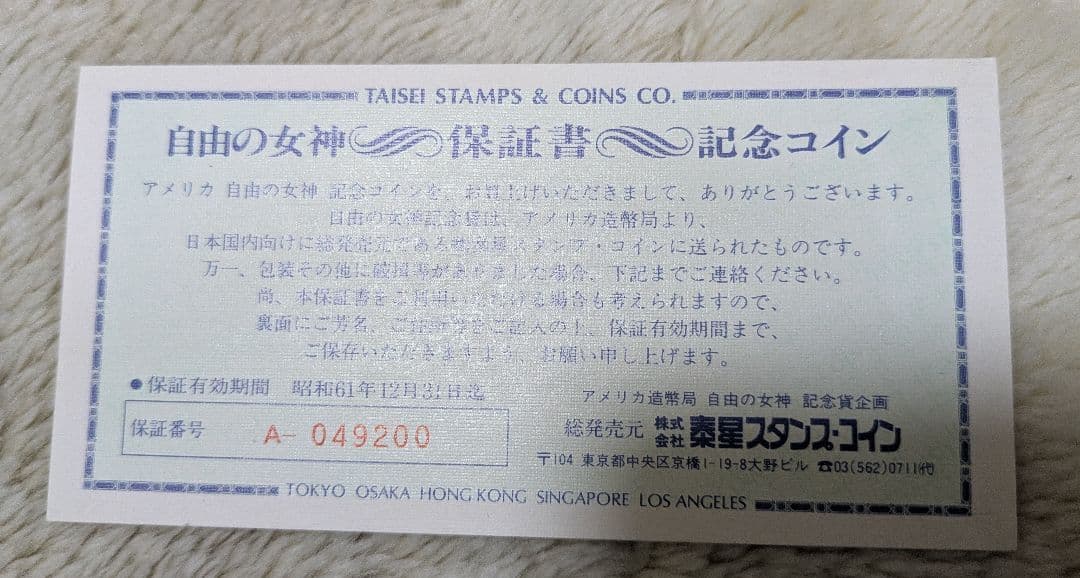 TAISEI STAMPS & COINS CO.
自由の女神 保証書 記念コイン
アメリカ 自由の女神 記念コインを、お買上げいただきまして、ありがとうございます。
自由の女神記念貨は、アメリカ造幣局より、
日本国内向けに総発売元である泰星スタンプ・コインに送られたものです。
万一、包装その他に破損等がありました場合、下記までご連絡ください。
尚、本保証書をご利用いただける場合も考えられますので、
裏面にご芳名、ご住所等をご記入の上、保証有効期間まで、
ご保存いただきますよう、お願い申し上げます。
●保証有効期間 昭和61年12月31日迄
保証番号 A-049200
アメリカ造幣局 自由の女神 記念貨企画
総発売元 株式会社 泰星スタンプ・コイン
〒104 東京都中央区京橋1-19-8大野ビル ☎03(562)0711(代)
TOKYO OSAKA HONG KONG SINGAPORE LOS ANGELES